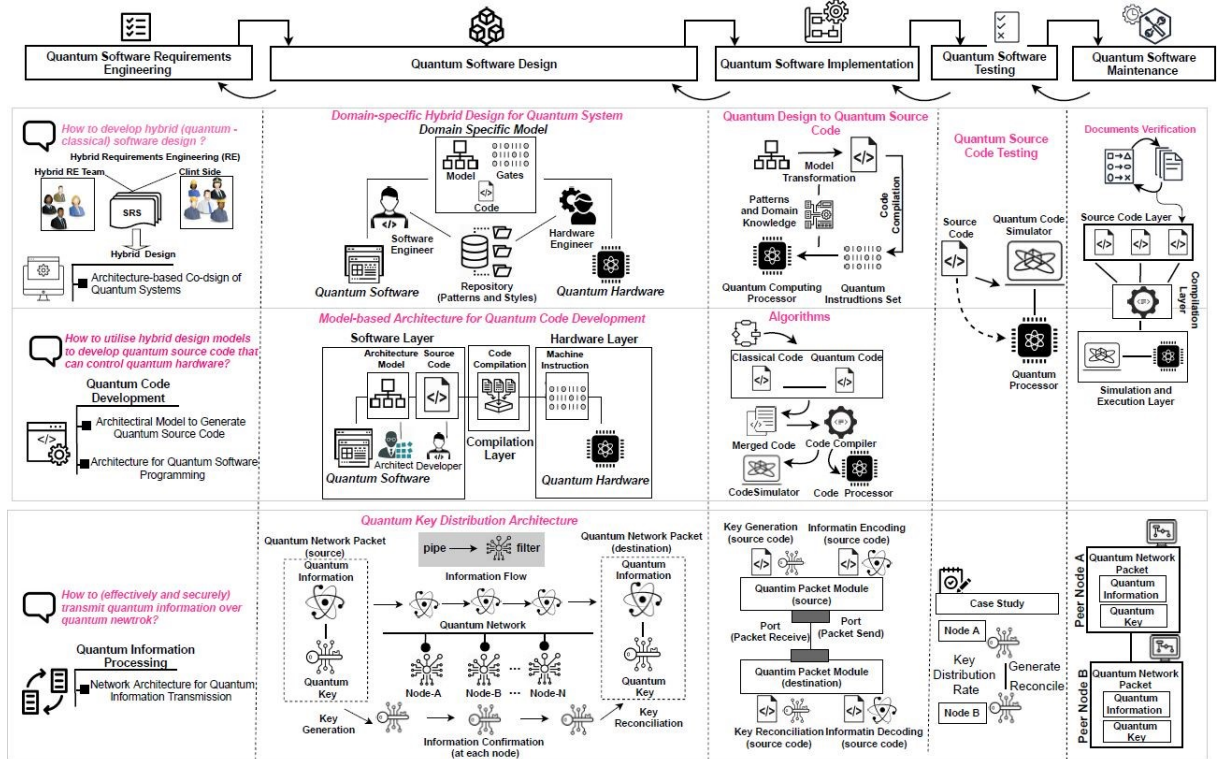 Quantum Software Requirements
Engineering
Quantum Software Design
Quantum Software Implementation
Quantum Software
Testing
Quantum Software
Maintenance
How to develop hybrid (quantum -
classical) software design ?
Hybrid Requirements Engineering (RE)
Hybrid RE Team
Clint Side
SRS
Hybrid Design
Architecture-based Co-dsign of
Quantum Systems
Domain-specific Hybrid Design for Quantum System
Domain Specific Model
Model
Gates
Code
Software
Engineer
Hardware
Engineer
Repository
(Patterns and Styles)
Quantum Software
Quantum Hardware
Quantum Design to Quantum Source
Code
Model
Transformation
Code
Compilation
Patterns
and Domain
Knowledge
Quantum Computing
Processor
Quantum
Instrudtions Set
Quantum Source
Code Testing
Source
Code
Quantum Code
Simulator
Quantum
Processor
Documents Verification
Source Code Layer
Compilation
Layer
Simulation and
Execution Layer
How to utilise hybrid design models
to develop quantum source code that
can control quantum hardware?
Quantum Code
Development
Architectiral Model to Generate
Quantum Source Code
Architecture for Quantum Software
Programming
Model-based Architecture for Quantum Code Development
Software Layer
Hardware Layer
Architecture
Model
Source
Code
Code
Compilation
Machine
Instruction
Architect
Developer
Compilation
Layer
Quantum Software
Quantum Hardware
Algorithms
Classical Code
Quantum Code
Merged Code
Code Compiler
CodeSimulator
Code Processor
How to (effectively and securely)
transmit quantum information over
quantum newtrok?
Quantum Information
Processing
Network Architecture for Quantum
Information Transmission
Quantum Key Distribution Architecture
Quantum Network Packet
(source)
Quantum
Information
pipe
filter
Information Flow
Quantum Network Packet
(destination)
Quantum
Information
Quantum Network
Quantum
Key
Node-A
Node-B
...
Node-N
Quantum
Key
Key
Generation
Key
Reconciliation
Information Confirmation
(at each node)
Key Generation
(source code)
Informatin Encoding
(source code)
Quantim Packet Module
(source)
Port
(Packet Receive)
Port
(Packet Send)
Quantim Packet Module
(destination)
Key Reconciliation
(source code)
Informatin Decoding
(source code)
Case Study
Node A
Key
Distribution
Rate
Generate
Reconcile
Node B
Peer Node A
Quantum Network
Packet
Quantum
Information
Quantum
Key
Peer Node B
Quantum Network
Packet
Quantum
Information
Quantum
Key